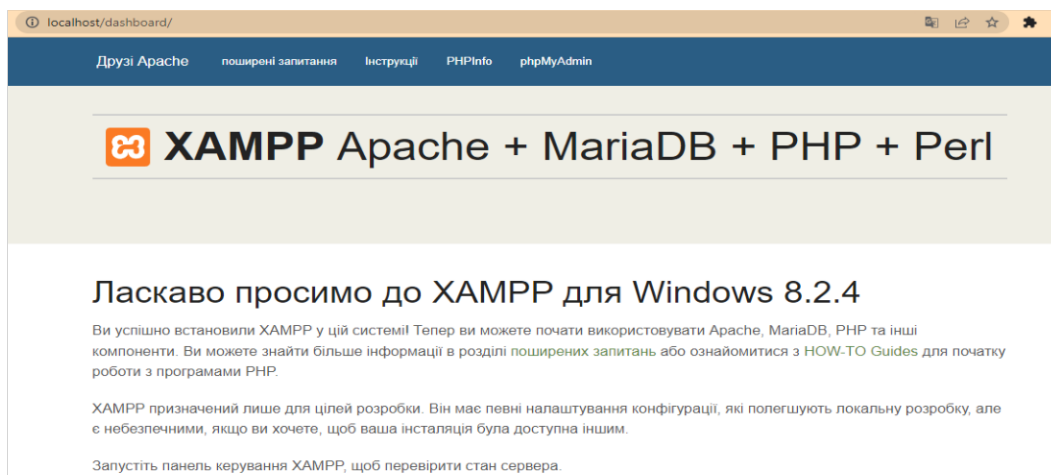 localhost/dashboard/
Друзі Apache поширені запитання Інструкції PHPInfo phpMyAdmin
XAMPP Apache + MariaDB + PHP + Perl
Ласкаво просимо до XAMPP для Windows 8.2.4
Ви успішно встановили XAMPP у цій системі! Тепер ви можете почати використовувати Apache, MariaDB, PHP та інші
компоненти. Ви можете знайти більше інформації в розділі поширених запитань або ознайомитися з HOW-TO Guides для початку
роботи з програмами PHP.
XAMPP призначений лише для цілей розробки. Він має певні налаштування конфігурації, які полегшують локальну розробку, але
є небезпечними, якщо ви хочете, щоб ваша інсталяція була доступна іншим.
Запустіть панель керування XAMPP, щоб перевірити стан сервера.